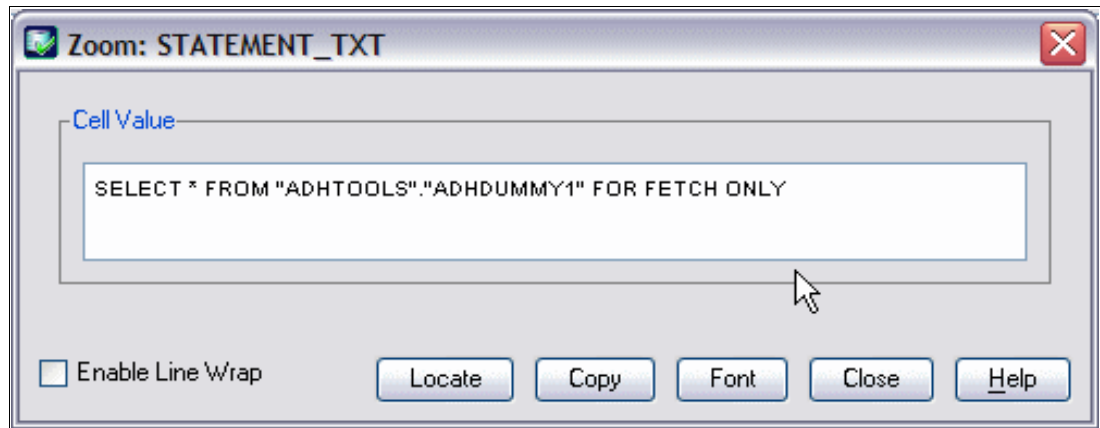 Zoom: STATEMENT_TXT
Cell Value
SELECT * FROM "ADHTOOLS"."ADHDUMMY1" FOR FETCH ONLY
Enable Line Wrap
Locate
Copy
Font
Close
Help